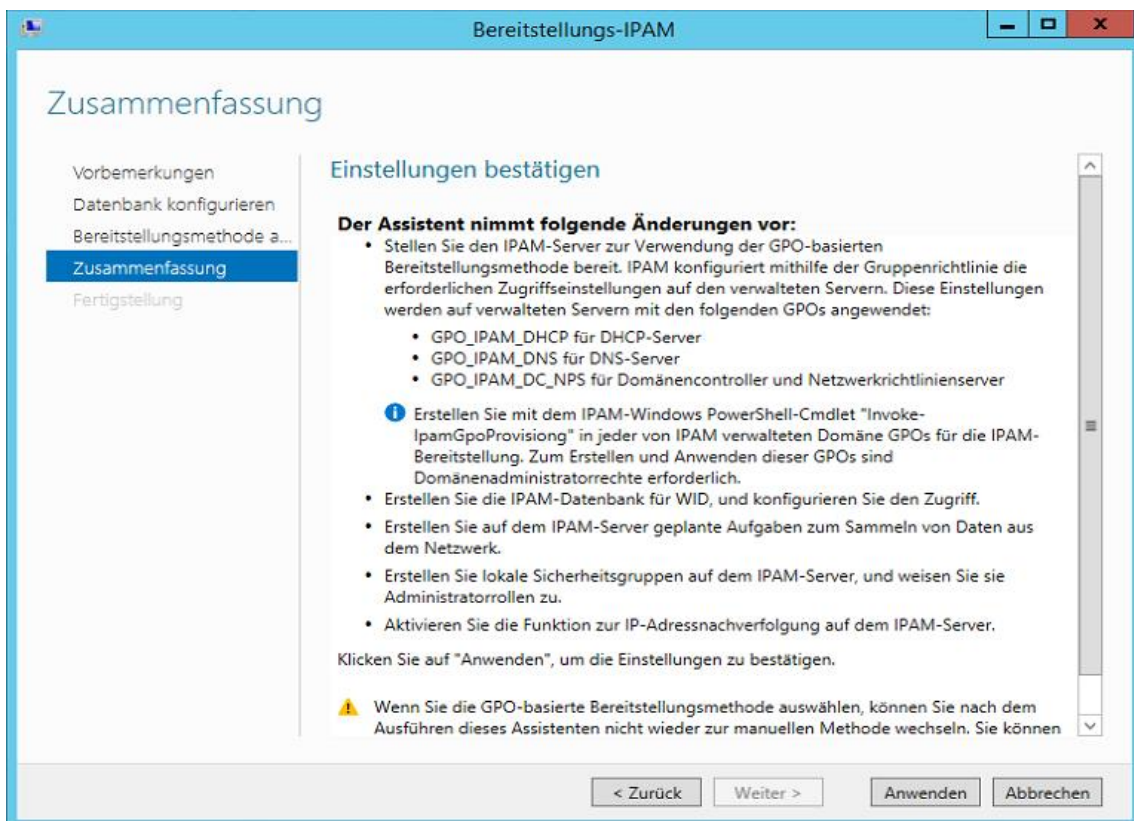 Bereitstellungs-IPAM
Zusammenfassung
Vorbemerkungen
Datenbank konfigurieren
Bereitstellungsmethode a...
Zusammenfassung
Fertigstellung
Einstellungen bestätigen
Der Assistent nimmt folgende Änderungen vor:
• Stellen Sie den IPAM-Server zur Verwendung der GPO-basierten
Bereitstellungsmethode bereit. IPAM konfiguriert mithilfe der Gruppenrichtlinie die
erforderlichen Zugriffseinstellungen auf den verwalteten Servern. Diese Einstellungen
werden auf verwalteten Servern mit den folgenden GPOs angewendet:
• GPO_IPAM_DHCP für DHCP-Server
• GPO_IPAM_DNS für DNS-Server
• GPO_IPAM_DC_NPS für Domänencontroller und Netzwerkrichtlinienserver
Erstellen Sie mit dem IPAM-Windows PowerShell-Cmdlet "Invoke-
IpamGpoProvisiong" in jeder von IPAM verwalteten Domäne GPOs für die IPAM-
Bereitstellung. Zum Erstellen und Anwenden dieser GPOs sind
Domänenadministratorrechte erforderlich.
• Erstellen Sie die IPAM-Datenbank für WID, und konfigurieren Sie den Zugriff.
• Erstellen Sie auf dem IPAM-Server geplante Aufgaben zum Sammeln von Daten aus
dem Netzwerk.
• Erstellen Sie lokale Sicherheitsgruppen auf dem IPAM-Server, und weisen Sie sie
Administratorrollen zu.
• Aktivieren Sie die Funktion zur IP-Adressnachverfolgung auf dem IPAM-Server.
Klicken Sie auf "Anwenden", um die Einstellungen zu bestätigen.
Wenn Sie die GPO-basierte Bereitstellungsmethode auswählen, können Sie nach dem
Ausführen dieses Assistenten nicht wieder zur manuellen Methode wechseln. Sie können
< Zurück
Weiter >
Anwenden
Abbrechen